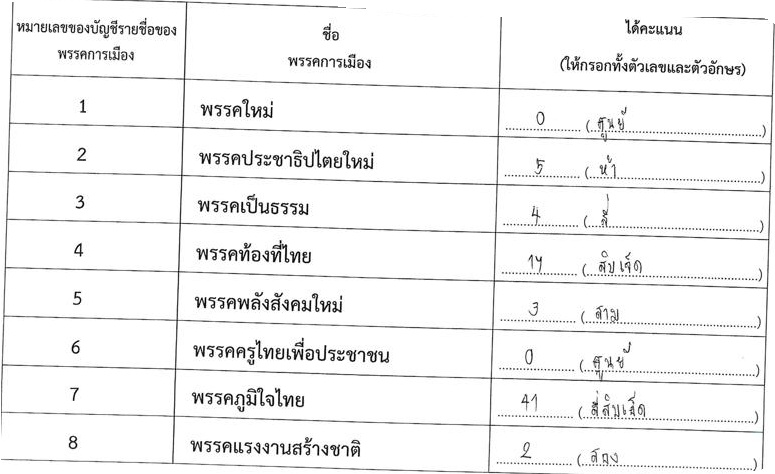 หมายเลขของบัญชีรายชื่อของ
พรรคการเมือง
ชื่อ
พรรคการเมือง
ได้คะแนน
(ให้กรอกทั้งตัวเลขและตัวอักษร)
1 พรรคใหม่ 0 (ศูนย์)
2 พรรคประชาธิปไตยใหม่ 5 (ห้า)
3 พรรคเป็นธรรม 4 (สี่)
4 พรรคท้องที่ไทย 17 (สิบเจ็ด)
5 พรรคพลังสังคมใหม่ 3 (สาม)
6 พรรคครูไทยเพื่อประชาชน 0 (ศูนย์)
7 พรรคภูมิใจไทย 41 (สี่สิบเอ็ด)
8 พรรคแรงงานสร้างชาติ 2 (สอง)